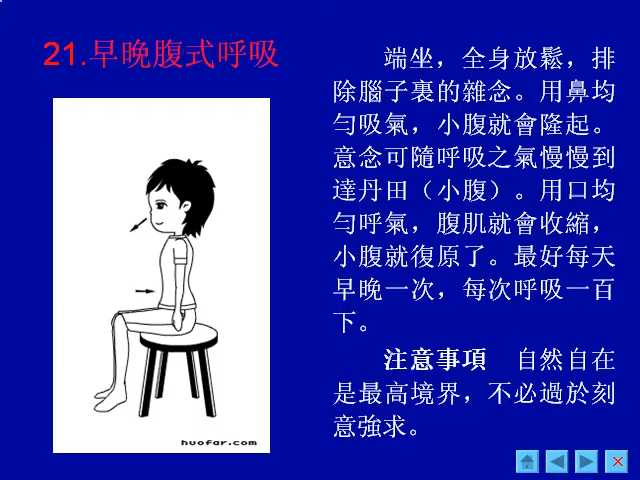 21.早晚腹式呼吸
端坐，全身放鬆，排
除腦子裏的雜念。用鼻均
勻吸氣，小腹就會隆起。
意念可隨呼吸之氣慢慢到
達丹田（小腹）。用口均
勻呼氣，腹肌就會收縮，
小腹就復原了。最好每天
早晚一次，每次呼吸一百
下。
注意事項　自然自在
是最高境界，不必過於刻
意強求。
huofar.com